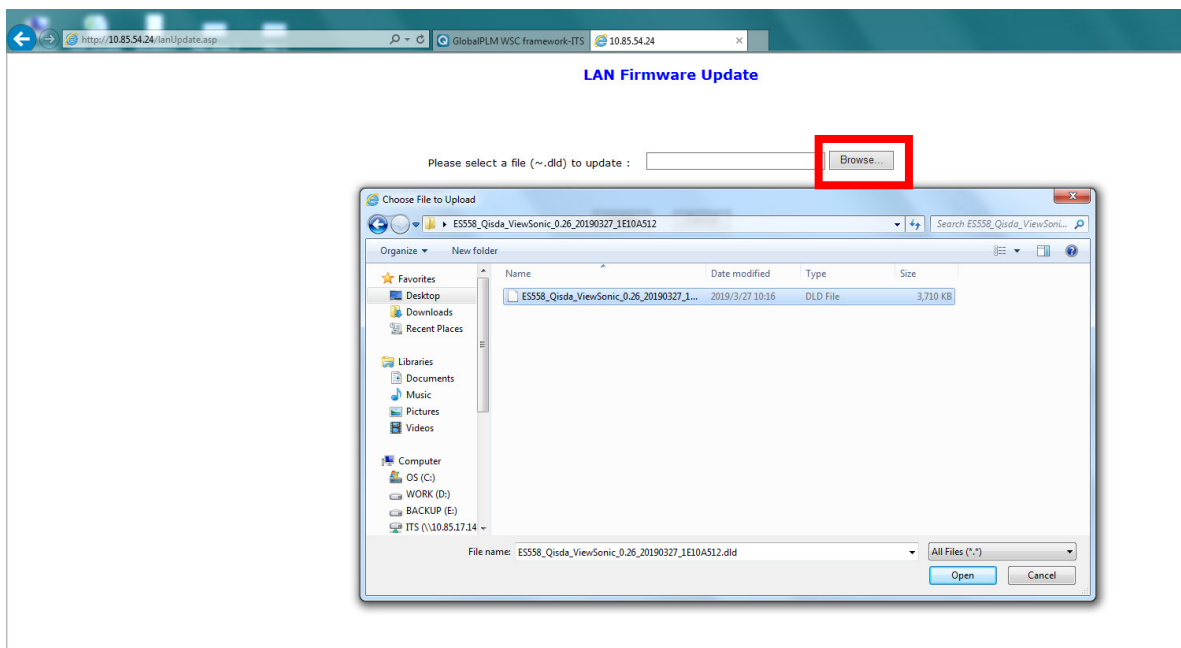 http://10.85.54.24/lanUpdate.asp GlobalPLM WSC framework-ITS 10.85.54.24
LAN Firmware Update
Please select a file (~.dld) to update : Browse...
Choose File to Upload
ES558_Qisda_ViewSonic_0.26_20190327_1E10A512 Search ES558_Qisda_ViewSoni...
Organize New folder
Name Date modified Type Size
Favorites
Desktop ES558_Qisda_ViewSonic_0.26_20190327_1... 2019/3/27 10:16 DLD File 3,710 KB
Downloads
Recent Places
Libraries
Documents
Music
Pictures
Videos
Computer
OS (C:)
WORK (D:)
BACKUP (E:)
ITS (\\10.85.17.14
File name: ES558_Qisda_ViewSonic_0.26_20190327_1E10A512.dld All Files (*.*)
Open Cancel